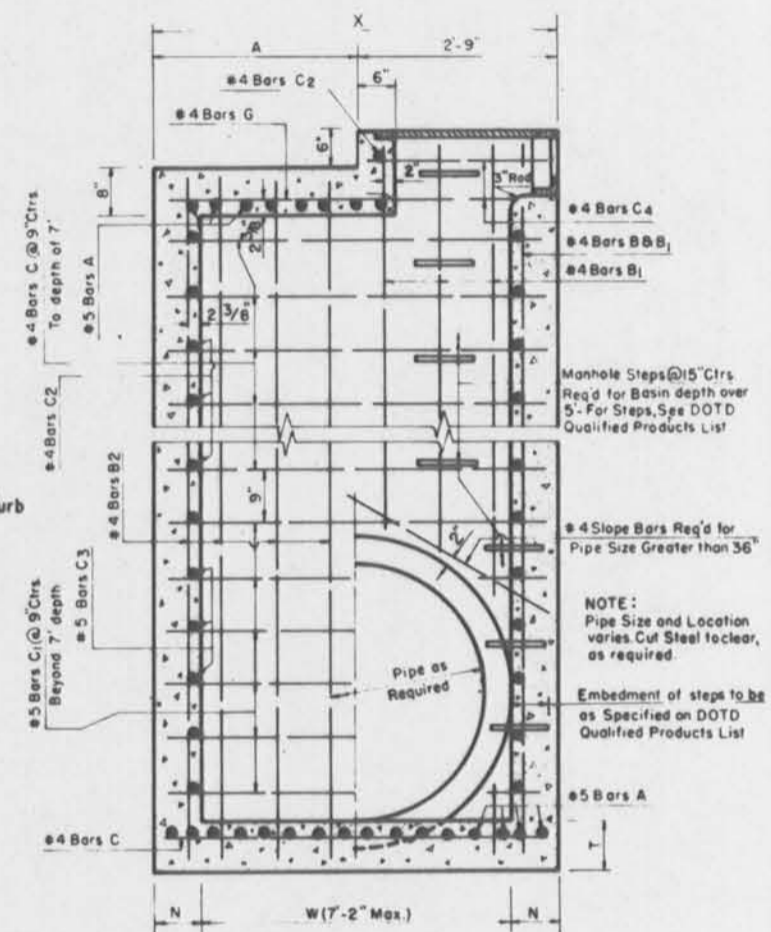 X
A
2'-9"
#4 Bars C2
6"
#4 Bars G
6"
8"
2"
3" Rad
#4 Bars C4
#4 Bars B & B1
#4 Bars B1
#4 Bars C @ 9" Ctrs.
To depth of 7'
#5 Bars A
2 3/8"
2 3/8"
#4 Bars C2
Manhole Steps @ 15" Ctrs.
Req'd for Basin depth over
5'- For Steps, See DOTD
Qualified Products List
urb
#4 Bars B2
9"
2"
#4 Slope Bars Req'd for
Pipe Size Greater than 36"
NOTE:
Pipe Size and Location
varies. Cut Steel to clear,
as required.
#5 Bars C1 @ 9" Ctrs.
Beyond 7' depth
#5 Bars C3
Pipe as
Required
Embedment of steps to be
as Specified on DOTD
Qualified Products List
#5 Bars A
#4 Bars C
T
N
W (7'-2" Max.)
N